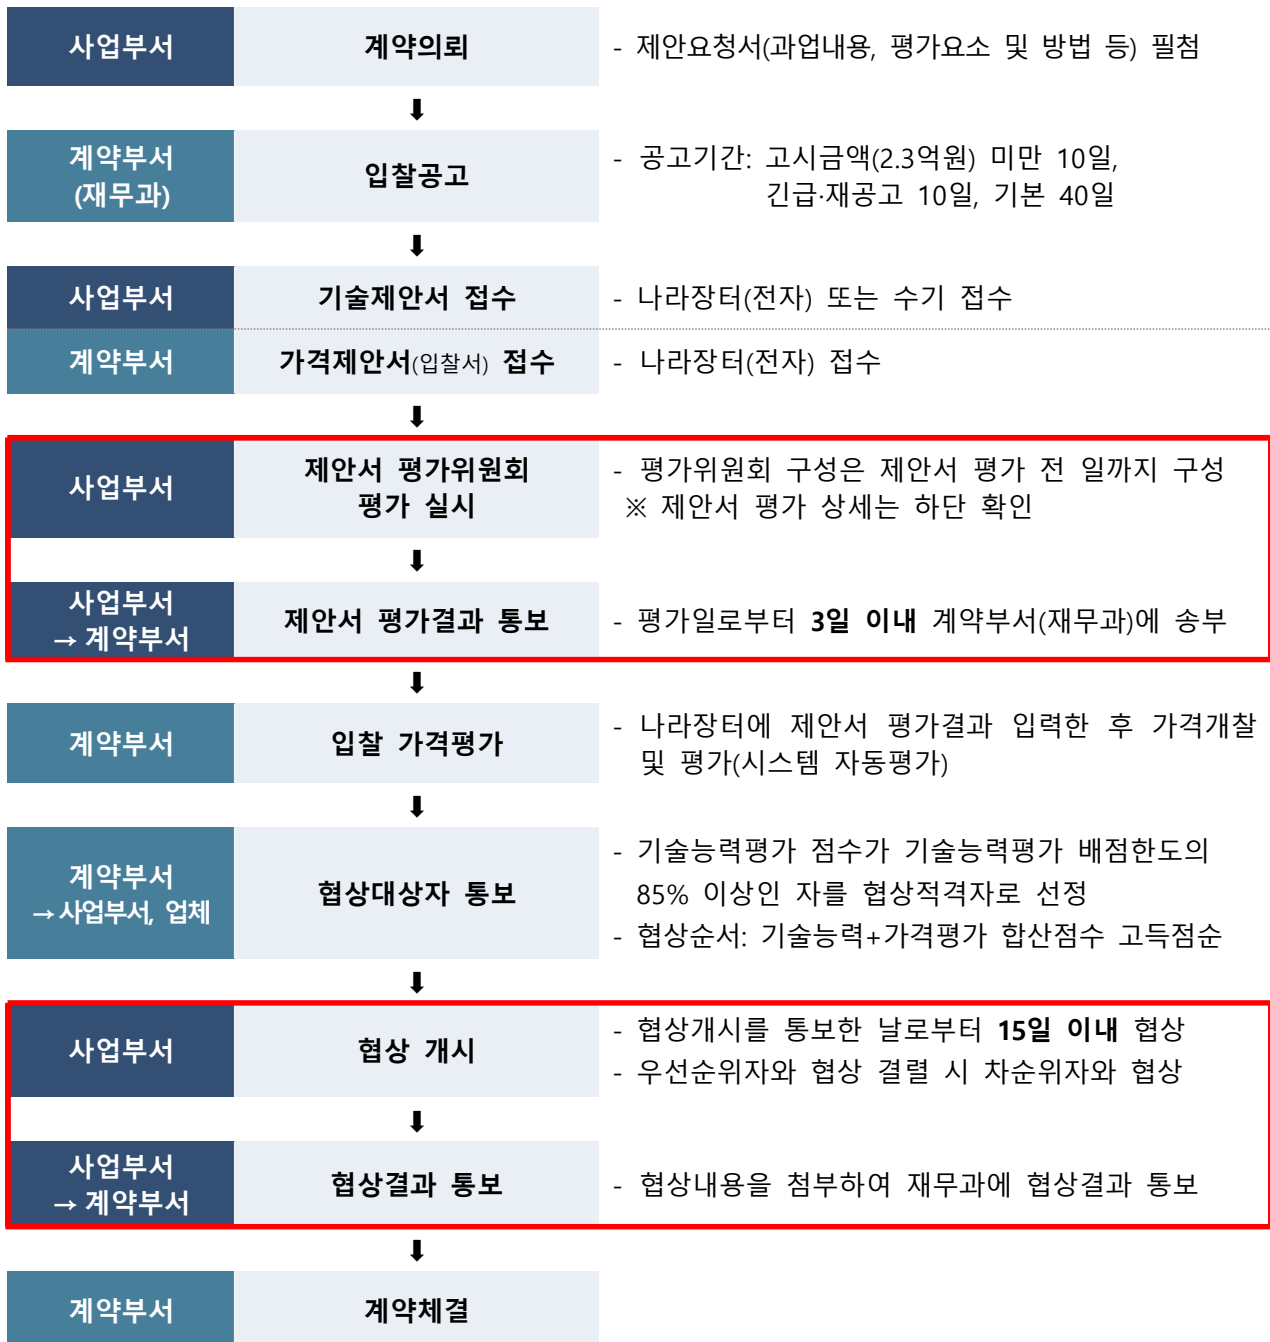 사업부서
계약의뢰
- 제안요청서(과업내용, 평가요소 및 방법 등) 필첨
⬇
계약부서
(재무과)
입찰공고
- 공고기간: 고시금액(2.3억원) 미만 10일,
긴급·재공고 10일, 기본 40일
⬇
사업부서
기술제안서 접수
- 나라장터(전자) 또는 수기 접수
계약부서
가격제안서(입찰서) 접수
- 나라장터(전자) 접수
⬇
사업부서
제안서 평가위원회
평가 실시
- 평가위원회 구성은 제안서 평가 전 일까지 구성
※ 제안서 평가 상세는 하단 확인
⬇
사업부서
→ 계약부서
제안서 평가결과 통보
- 평가일로부터 3일 이내 계약부서(재무과)에 송부
⬇
계약부서
입찰 가격평가
- 나라장터에 제안서 평가결과 입력한 후 가격개찰
및 평가(시스템 자동평가)
⬇
계약부서
→사업부서, 업체
협상대상자 통보
- 기술능력평가 점수가 기술능력평가 배점한도의
85% 이상인 자를 협상적격자로 선정
- 협상순서: 기술능력+가격평가 합산점수 고득점순
⬇
사업부서
협상 개시
- 협상개시를 통보한 날로부터 15일 이내 협상
- 우선순위자와 협상 결렬 시 차순위자와 협상
⬇
사업부서
→ 계약부서
협상결과 통보
- 협상내용을 첨부하여 재무과에 협상결과 통보
⬇
계약부서
계약체결